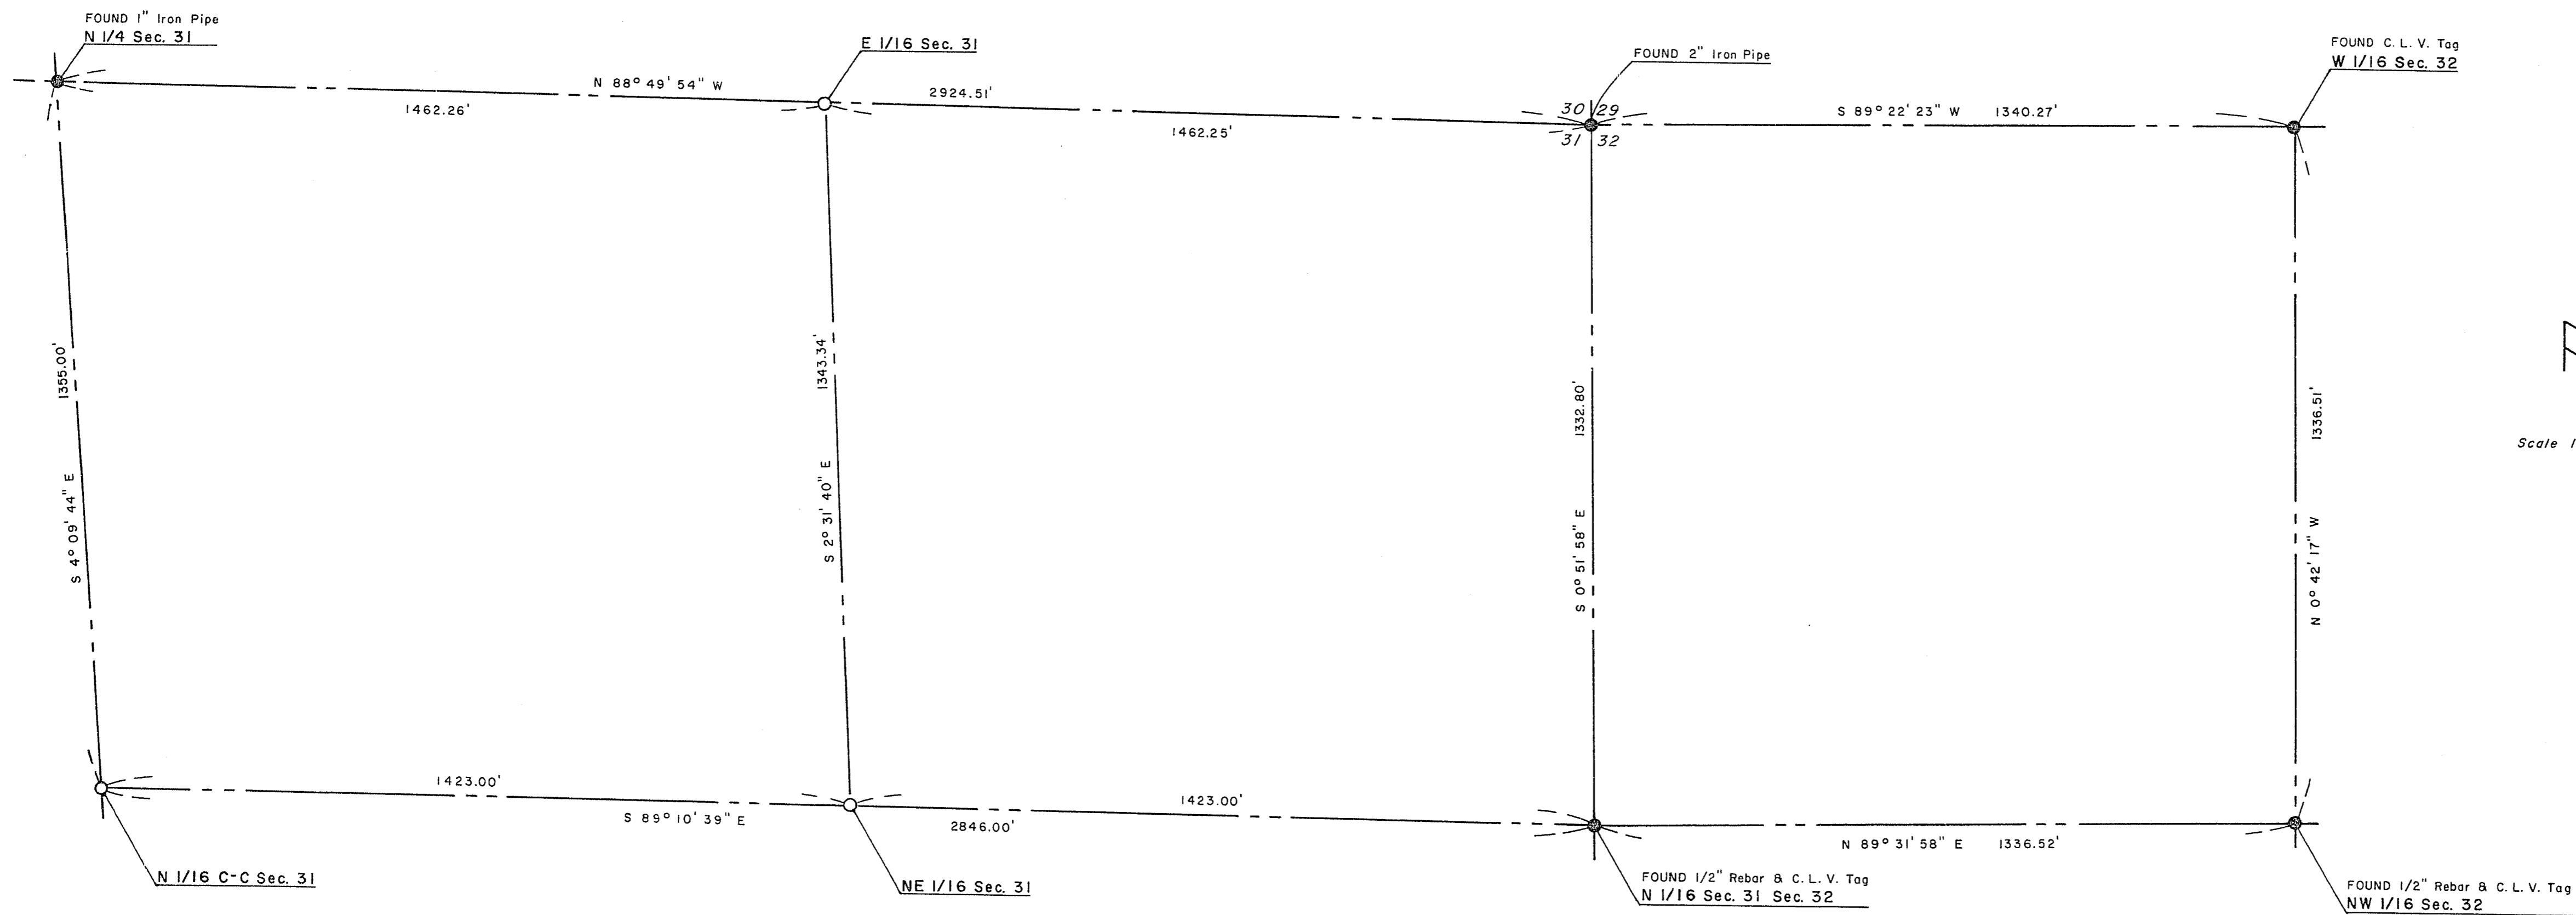 FOUND 1" Iron Pipe
N 1/4 Sec. 31
E 1/16 Sec. 31
FOUND 2" Iron Pipe
FOUND C. L. V. Tag
W 1/16 Sec. 32
N 88° 49' 54" W
1462.26'
2924.51'
1462.25'
30 29
31 32
S 89° 22' 23" W 1340.27'
S 4° 09' 44" E 1355.00'
S 2° 31' 40" E 1343.34'
S 0° 51' 58" E 1332.80'
N 0° 42' 17" W 1336.51'
Scale 1
1423.00'
S 89° 10' 39" E
1423.00'
2846.00'
N 89° 31' 58" E 1336.52'
N 1/16 C-C Sec. 31
NE 1/16 Sec. 31
FOUND 1/2" Rebar & C. L. V. Tag
N 1/16 Sec. 31 Sec. 32
FOUND 1/2" Rebar & C. L. V. Tag
NW 1/16 Sec. 32